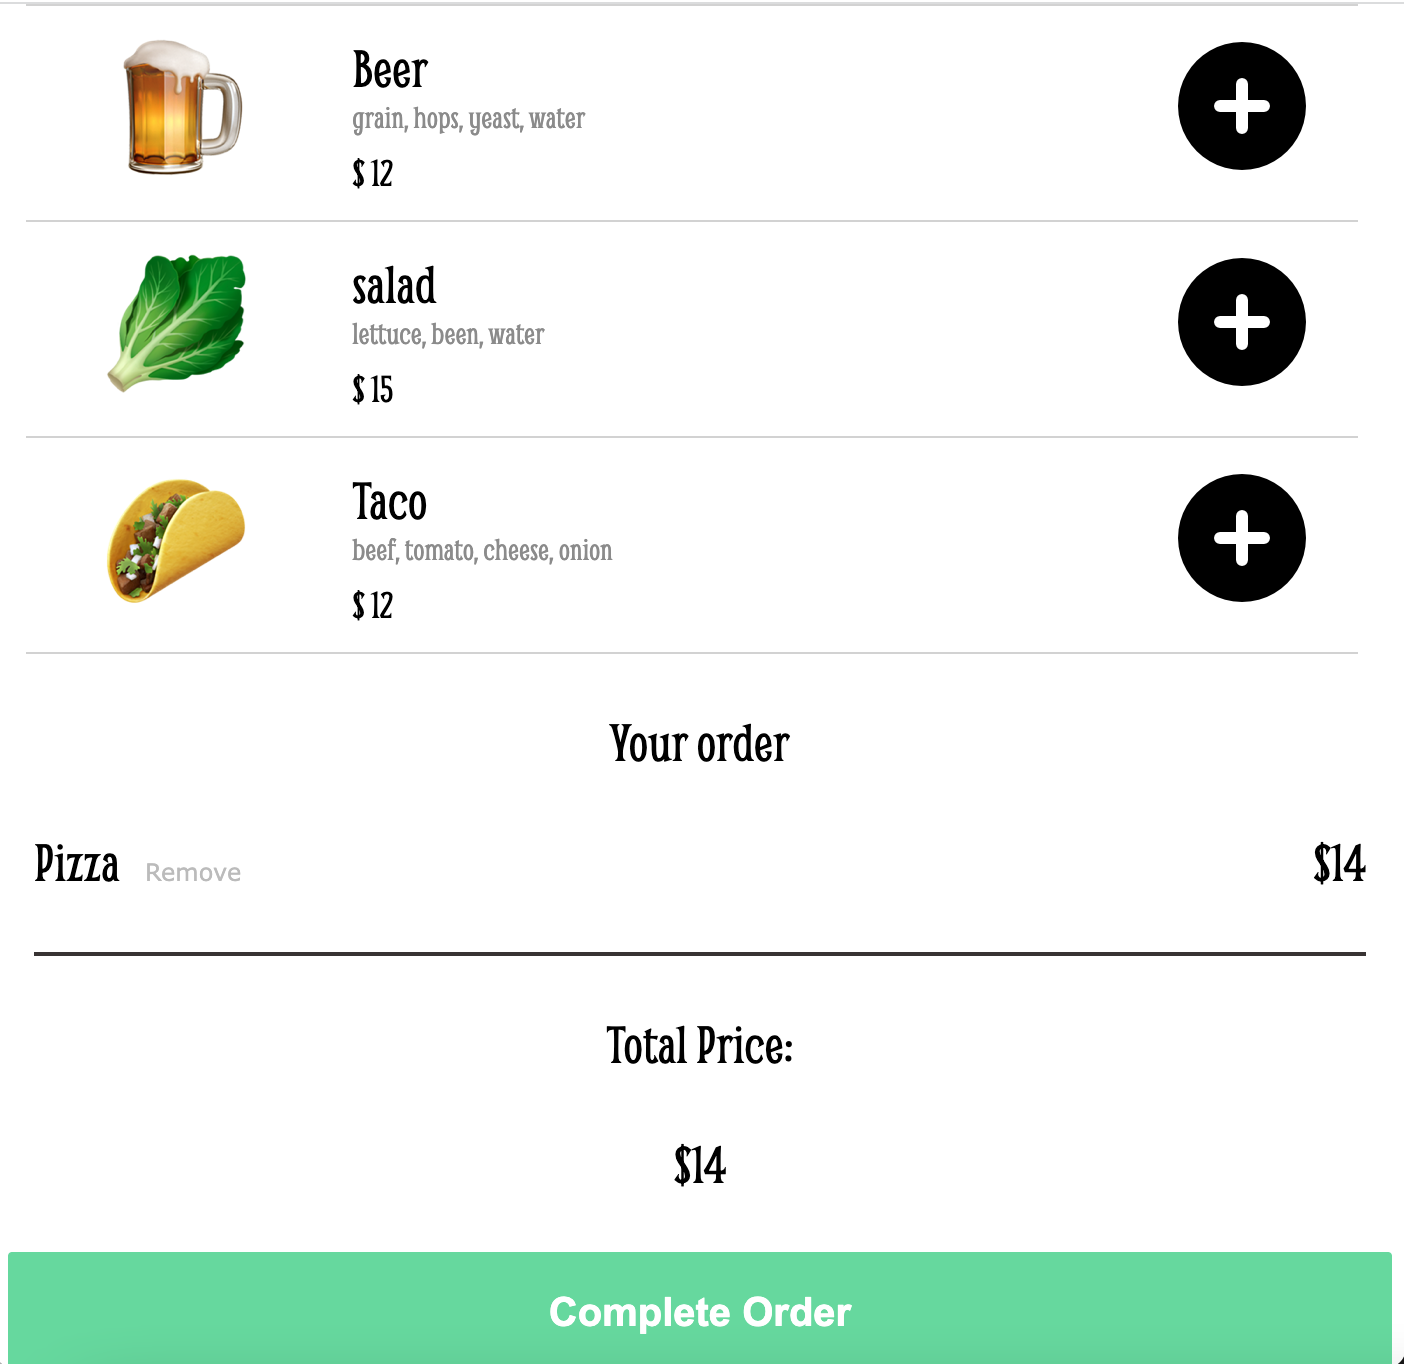 Beer
grain, hops, yeast, water
$ 12
salad
lettuce, been, water
$ 15
Taco
beef, tomato, cheese, onion
$ 12
Your order
Pizza Remove $14
Total Price:
$14
Complete Order